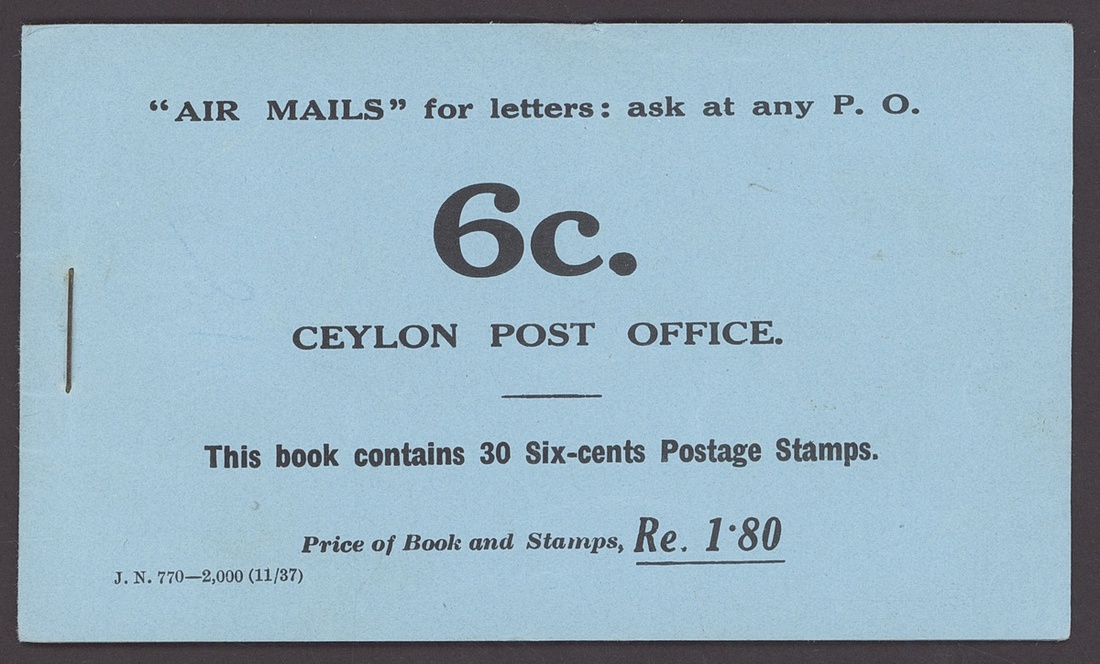 “AIR MAILS” for letters: ask at any P. O.
6c.
CEYLON POST OFFICE.
This book contains 30 Six-cents Postage Stamps.
Price of Book and Stamps, Re. 1·80
J. N. 770—2,000 (11/37)